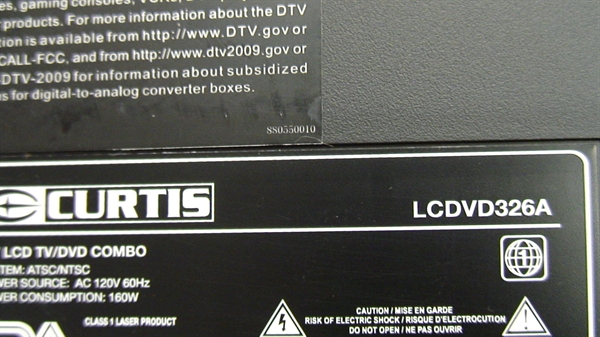 es, gaming consoles, VCRs, D
products. For more information about the DTV
tion is available from http://www.DTV.gov or
CALL-FCC, and from http://www.dtv2009.gov or
DTV-2009 for information about subsidized
s for digital-to-analog converter boxes.
880550010
CURTIS
LCDVD326A
LCD TV/DVD COMBO
TEM: ATSC/NTSC
WER SOURCE: AC 120V 60Hz
WER CONSUMPTION: 160W
1
CLASS 1 LASER PRODUCT
CAUTION / MISE EN GARDE
RISK OF ELECTRIC SHOCK / RISQUE D'ELECTROCUTION
DO NOT OPEN / NE PAS OUVRIR